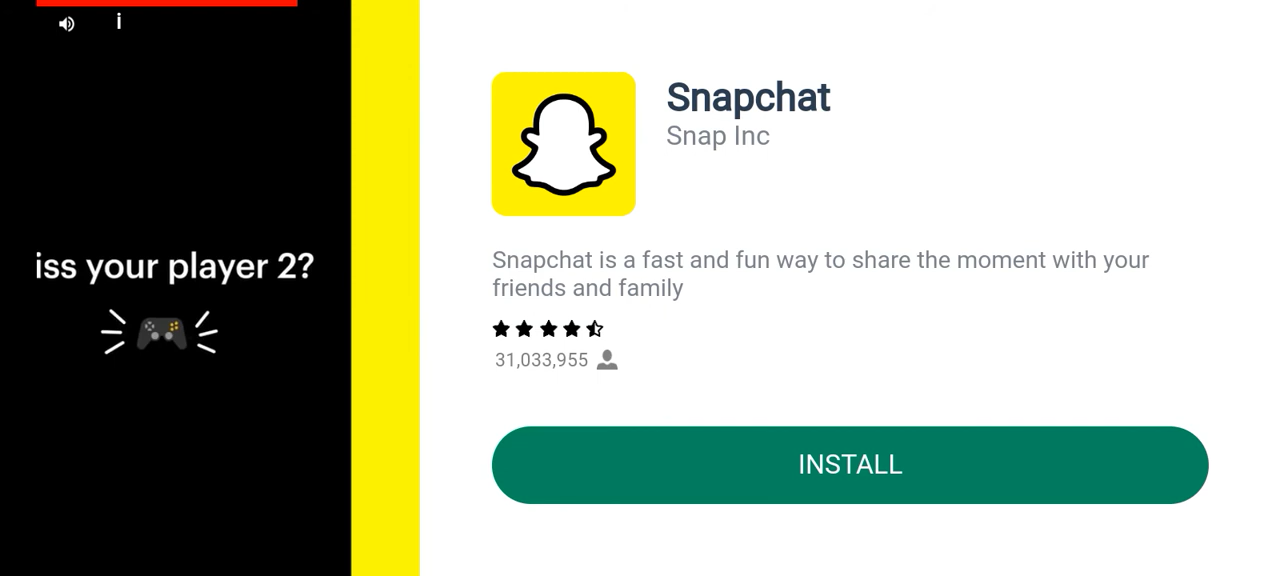 i
iss your player 2?
Snapchat
Snap Inc
Snapchat is a fast and fun way to share the moment with your
friends and family
31,033,955
INSTALL